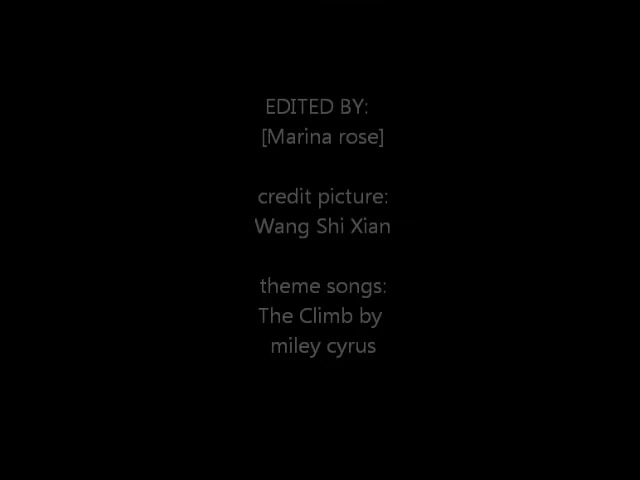 EDITED BY:
[Marina rose]
credit picture:
Wang Shi Xian
theme songs:
The Climb by
miley cyrus